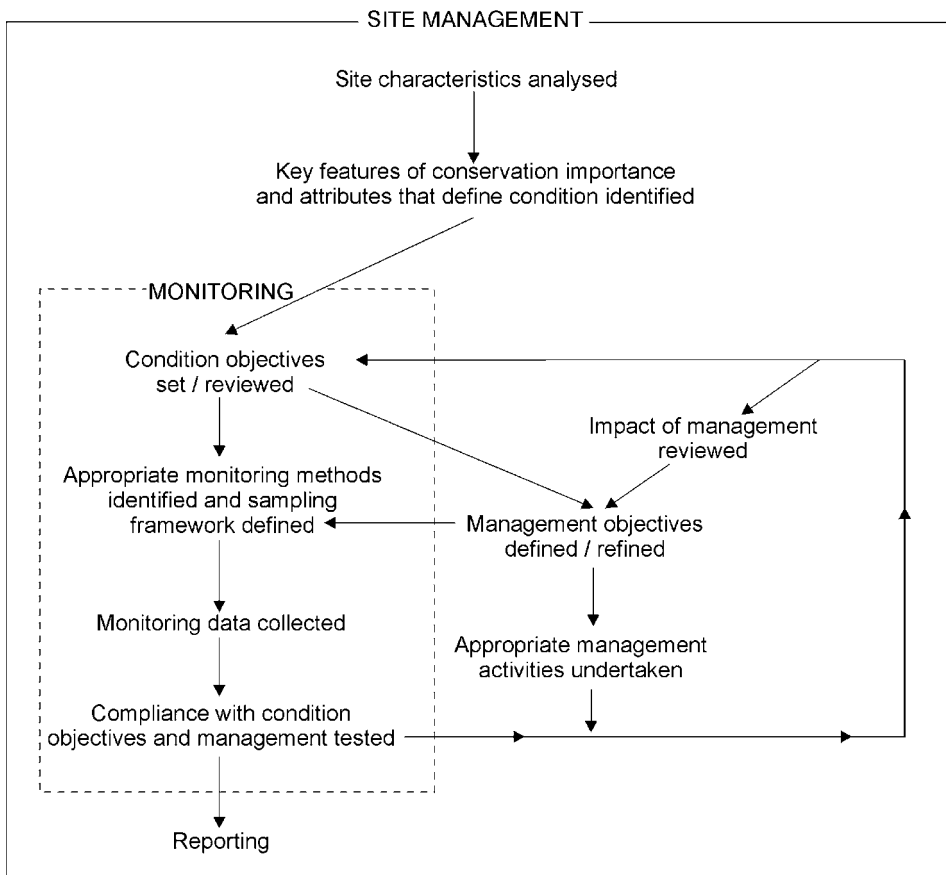 SITE MANAGEMENT
Site characteristics analysed
Key features of conservation importance
and attributes that define condition identified
MONITORING
Condition objectives
set / reviewed
Impact of management
reviewed
Appropriate monitoring methods
identified and sampling
framework defined
Management objectives
defined / refined
Monitoring data collected
Appropriate management
activities undertaken
Compliance with condition
objectives and management tested
Reporting